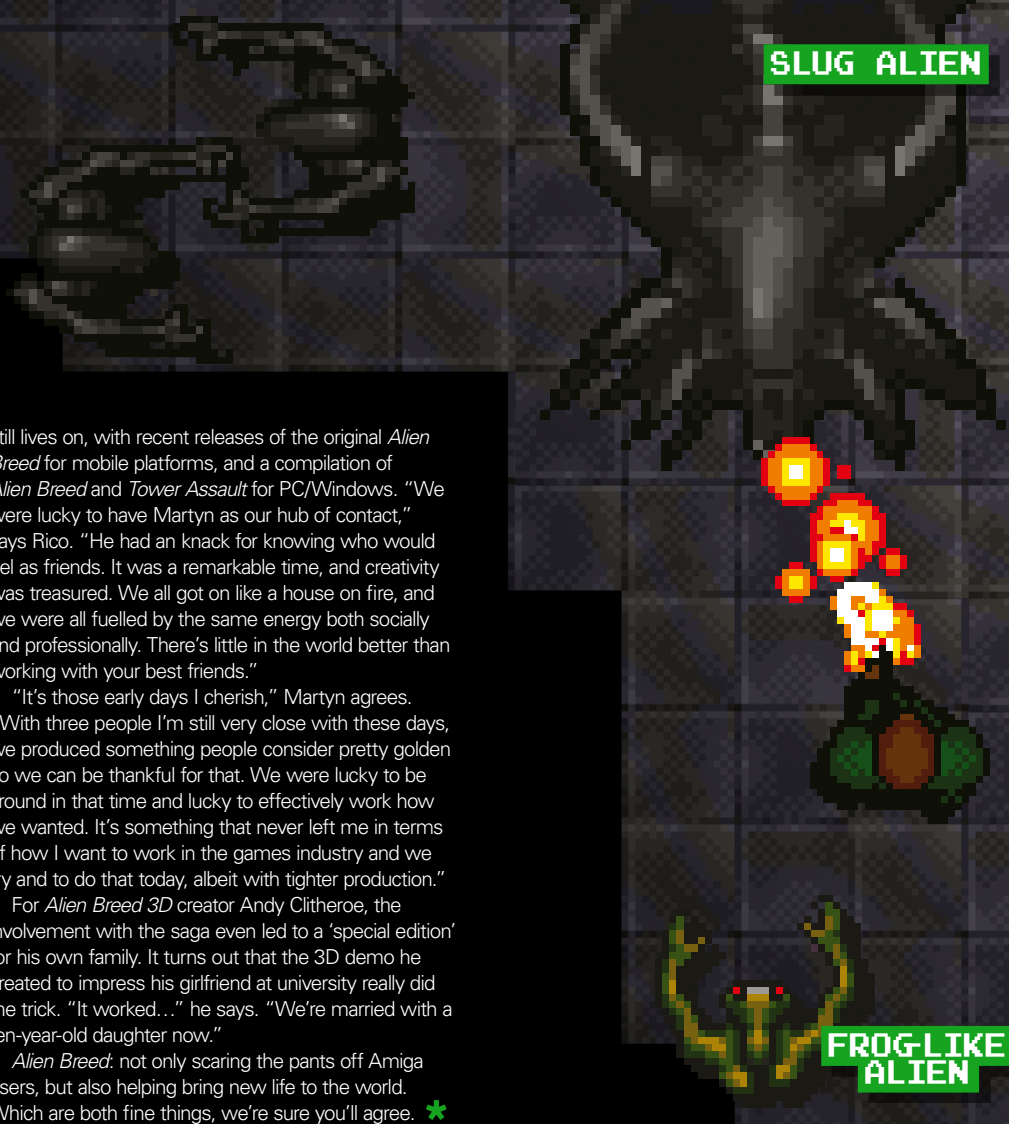 SLUG ALIEN
till lives on, with recent releases of the original Alien
Breed for mobile platforms, and a compilation of
Alien Breed and Tower Assault for PC/Windows. “We
were lucky to have Martyn as our hub of contact,”
ays Rico. “He had an knack for knowing who would
el as friends. It was a remarkable time, and creativity
was treasured. We all got on like a house on fire, and
we were all fuelled by the same energy both socially
nd professionally. There’s little in the world better than
working with your best friends.”
“It’s those early days I cherish,” Martyn agrees.
With three people I’m still very close with these days,
ve produced something people consider pretty golden
o we can be thankful for that. We were lucky to be
round in that time and lucky to effectively work how
ve wanted. It’s something that never left me in terms
f how I want to work in the games industry and we
ry and to do that today, albeit with tighter production.”
For Alien Breed 3D creator Andy Clitheroe, the
nvolvement with the saga even led to a ‘special edition’
or his own family. It turns out that the 3D demo he
reated to impress his girlfriend at university really did
he trick. “It worked…” he says. “We’re married with a
en-year-old daughter now.”
Alien Breed: not only scaring the pants off Amiga
sers, but also helping bring new life to the world.
Which are both fine things, we’re sure you’ll agree. *
FROG-LIKE
ALIEN